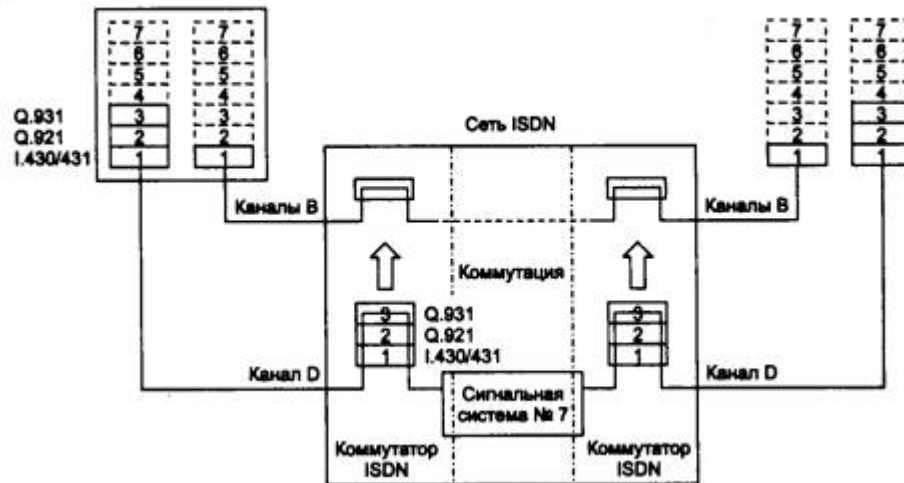 7 7 7 7
6 6 6 6
5 5 5 5
4 4 4 4
Q.931 3 3 3 3
Q.921 2 2 2 2
I.430/431 1 1 1 1
Сеть ISDN
Каналы B Каналы B
Коммутация
3 Q.931 3
2 Q.921 2
1 I.430/431 1
Канал D Канал D
Сигнальная
система № 7
Коммутатор Коммутатор
ISDN ISDN